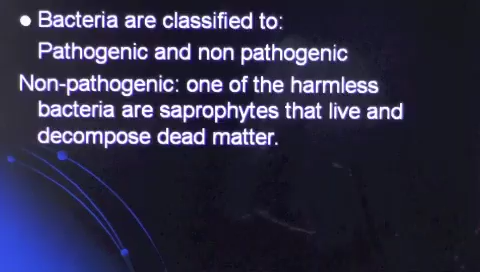 ● Bacteria are classified to:
Pathogenic and non pathogenic
Non-pathogenic: one of the harmless
bacteria are saprophytes that live and
decompose dead matter.